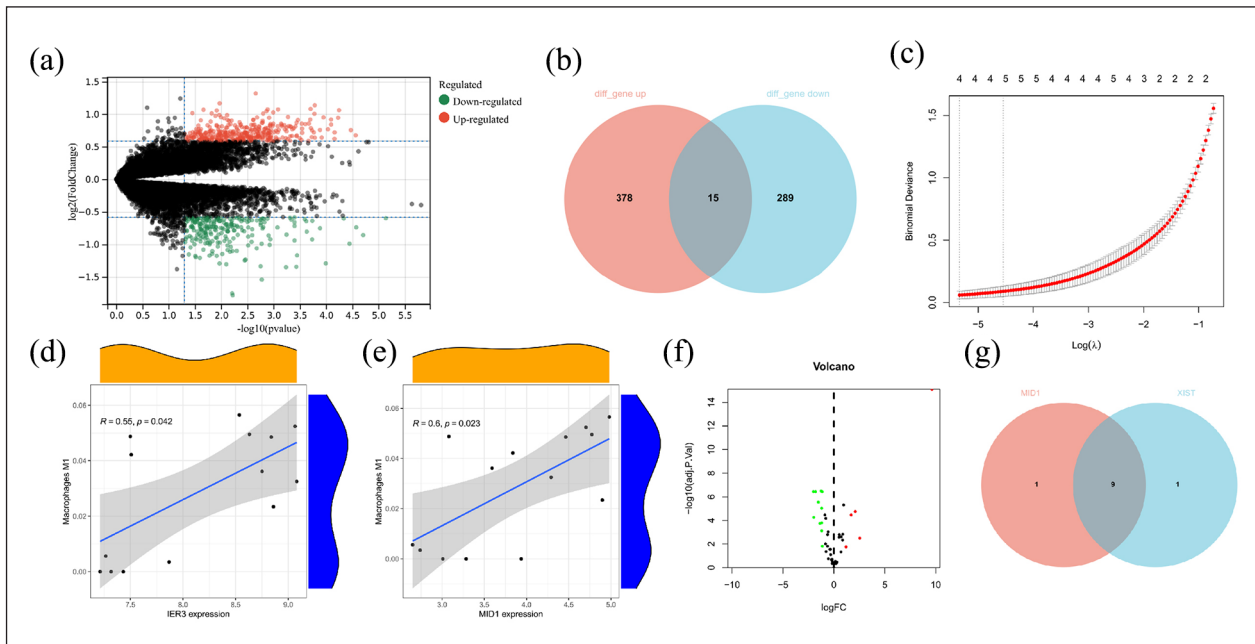 (a)
1.5
1.0
0.5
0.0
−0.5
−1.0
−1.5
log2(FoldChange)
0.0 0.5 1.0 1.5 2.0 2.5 3.0 3.5 4.0 4.5 5.0 5.5
-log10(pvalue)
Regulated
Down-regulated
Up-regulated
(b)
diff_gene up
diff_gene down
378
15
289
(c)
4 4 4 5 5 5 5 4 3 2 2 2 2
1.5
1.0
0.5
0.0
Binomial Deviance
−5 −4 −3 −2 −1
Log(λ)
(d)
R = 0.55, p = 0.042
0.06
0.04
0.02
0.00
Macrophages M1
7.5 8.0 8.5 9.0
IER3 expression
(e)
R = 0.6, p = 0.023
0.06
0.04
0.02
0.00
Macrophages M1
3.0 3.5 4.0 4.5 5.0
MID1 expression
(f)
Volcano
14
12
10
8
6
4
2
0
−log10(adj.P.Val)
−10 −5 0 5 10
logFC
(g)
MID1
XIST
1
9
1